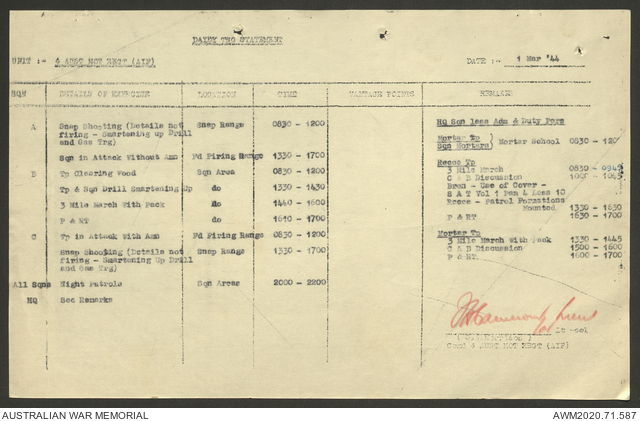 DAILY TRG STATEMENT
UNIT :- 6 AUST MOT REGT (AIF) DATE :- 1 Mar '44
SQN DETAILS OF EXERCISE LOCATION TIME VANTAGE POINTS REMARKS
HQ Sqn less Adm & Duty Pers
A Snap Shooting (Details not Snap Range 0830 - 1200
firing - Smartening up Drill
and Gas Trg)
Mortar Tp
Sqn Mortars) Mortar School 0830 - 120
Sqn in Attack Without Amn Fd Firing Range 1330 - 1700
B Tp Clearing Wood Sqn Area 0830 - 1200
Tp & Sqn Drill Smartening Up do 1330 - 1430
3 Mile March With Pack do 1440 - 1600
P & RT do 1610 - 1700
Recce Tp
3 Mile March 0830 - 0945
C & B Discussion 1000 - 1045
Bren - Use of Cover -
S A T Vol 1 Pam 4 Less 10
Recce - Patrol Formations
Mounted 1330 - 1630
P & RT 1630 - 1700
C Tp in Attack With Amn Fd Firing Range 0830 - 1200
Snap Shooting (Details not Snap Range 1330 - 1700
firing - Smartening Up Drill
and Gas Trg)
Mortar Tp
3 Mile March With Pack 1330 - 1445
C & B Discussion 1500 - 1600
P & RT. 1600 - 1700
All Sqns Night Patrols Sqn Areas 2000 - 2200
HQ See Remarks
Lt-Col
Comd 6 AUST MOT REGT (AIF)
AUSTRALIAN WAR MEMORIAL AWM2020.71.587